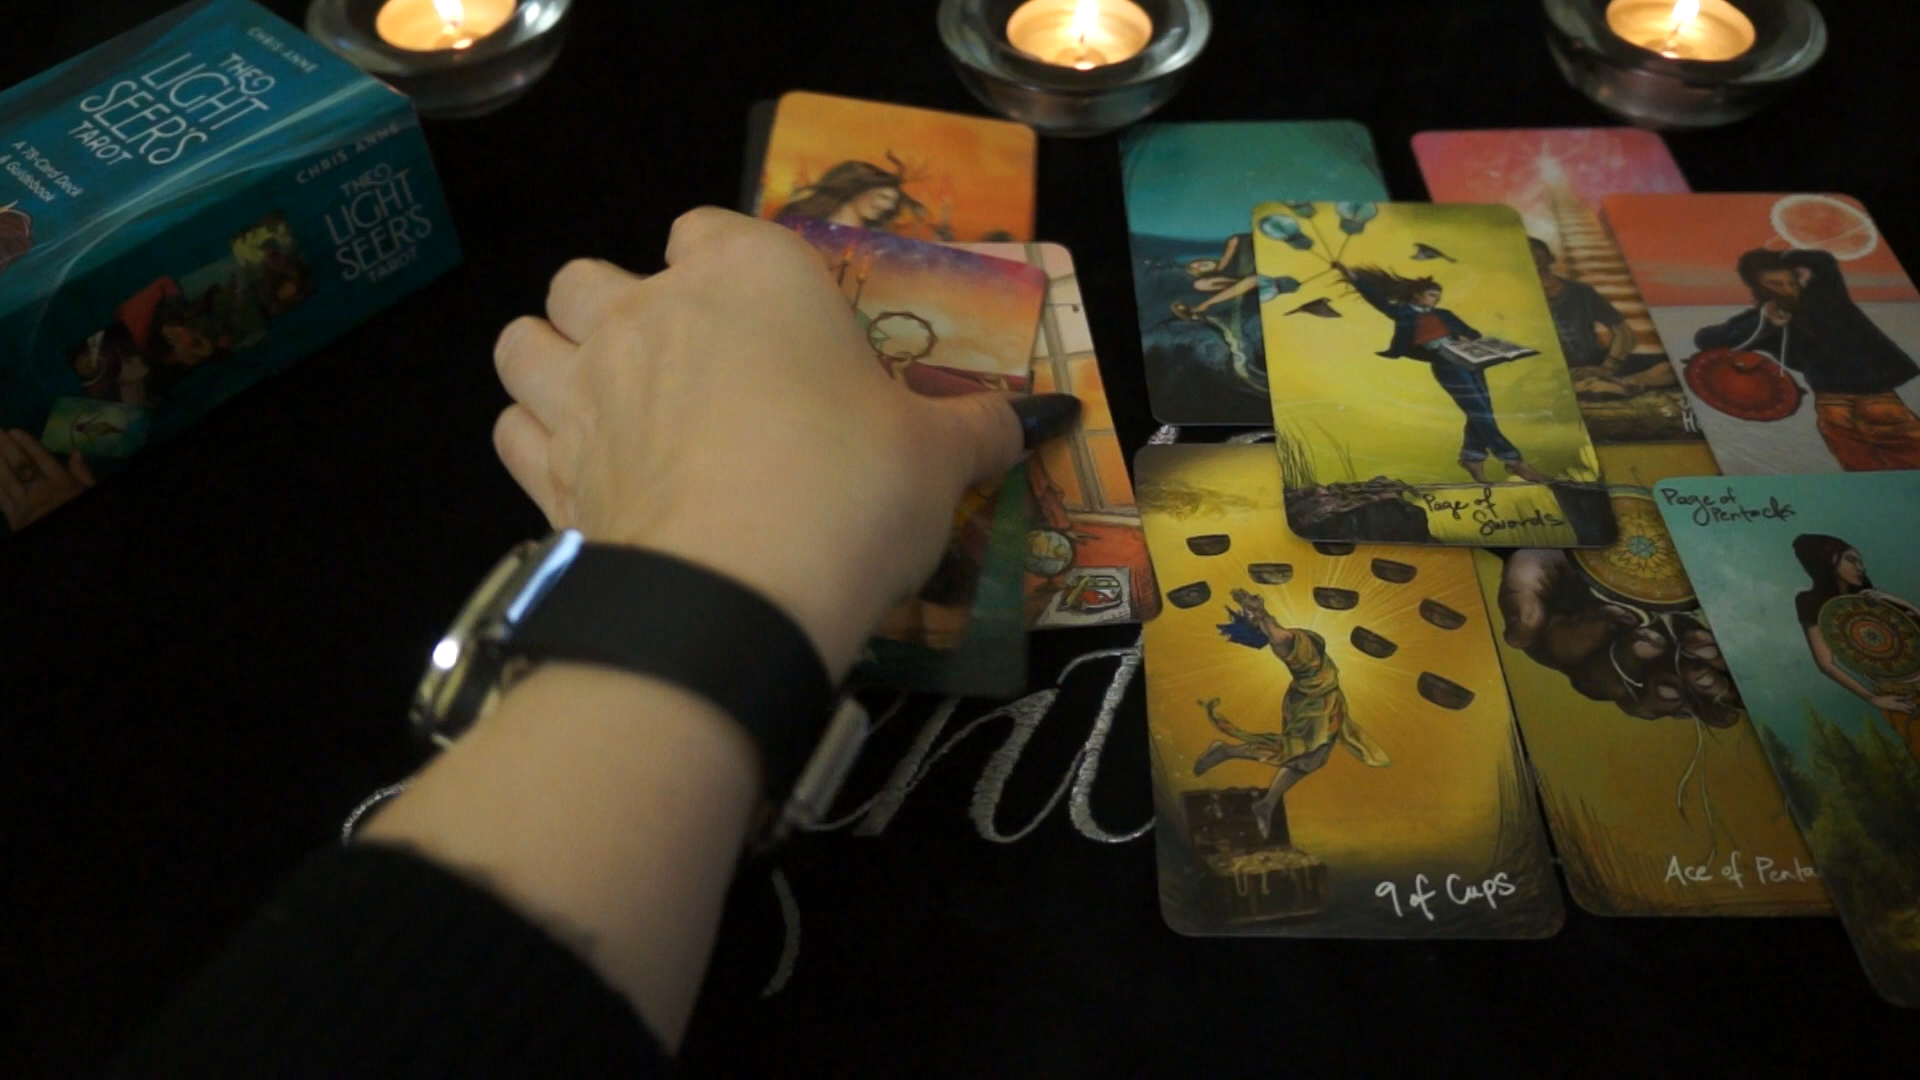 CHRIS ANNE
THE
LIGHT
SEER'S
TAROT
A 78-Card Deck
& Guidebook
CHRIS ANNE
THE
LIGHT
SEER'S
TAROT
Page of
Swords
Page of
Pentacles
9 of Cups
Ace of Penta